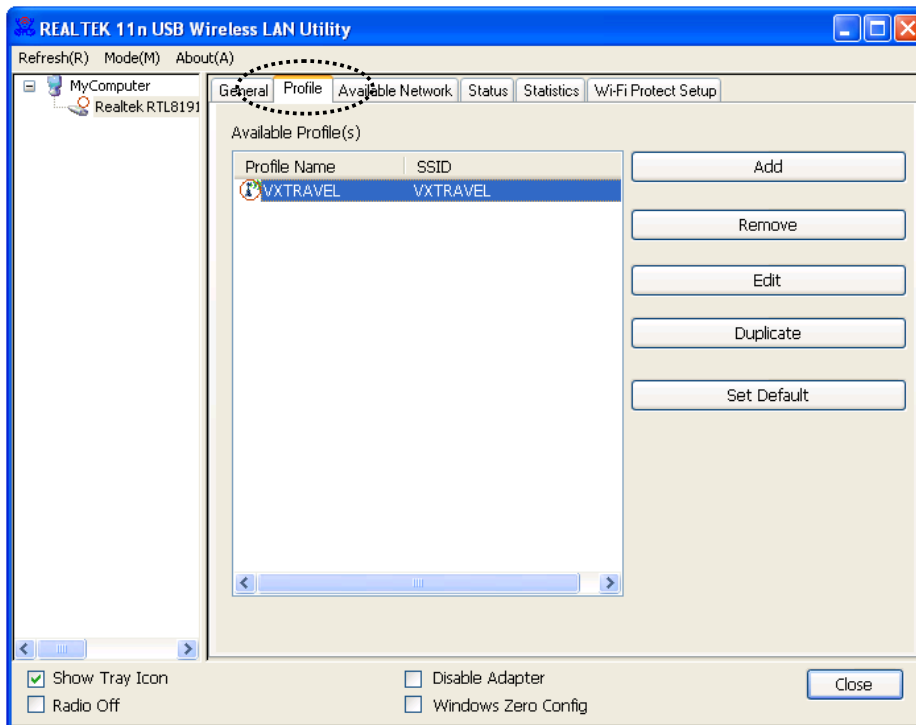 REALTEK 11n USB Wireless LAN Utility
Refresh(R) Mode(M) About(A)
MyComputer
Realtek RTL8191
General Profile Available Network Status Statistics Wi-Fi Protect Setup
Available Profile(s)
Profile Name SSID
VXTRAVEL VXTRAVEL
Add
Remove
Edit
Duplicate
Set Default
Show Tray Icon
Radio Off
Disable Adapter
Windows Zero Config
Close